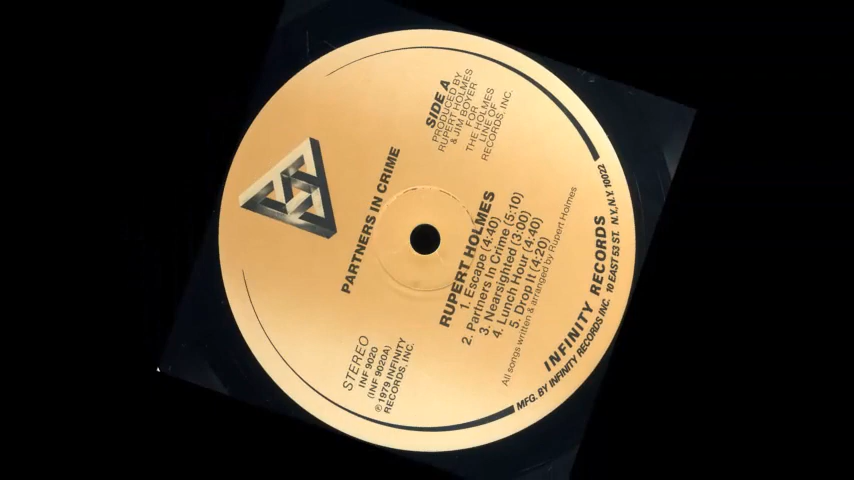 PARTNERS IN CRIME
STEREO
INF 9020
(INF 9020A)
℗1979 INFINITY
RECORDS, INC.
SIDE A
PRODUCED BY
RUPERT HOLMES
& JIM BOYER
FOR
THE HOLMES
LINE OF
RECORDS, INC.
RUPERT HOLMES
1. Escape (4:40)
2. Partners In Crime (5:10)
3. Nearsighted (3:00)
4. Lunch Hour (4:40)
5. Drop It (4:20)
All songs written & arranged by Rupert Holmes
INFINITY RECORDS
MFG. BY INFINITY RECORDS INC. 10 EAST 53 ST. N.Y., N.Y. 10022